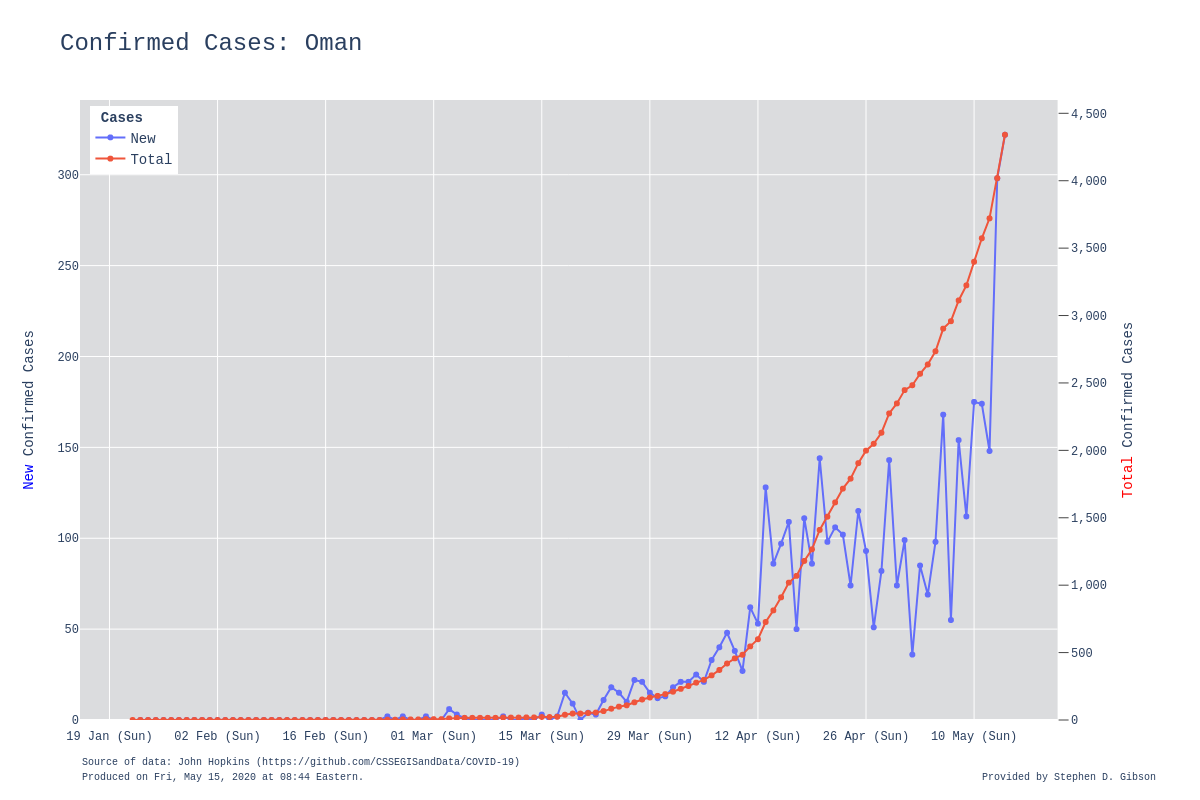 Confirmed Cases: Oman
Cases
New
Total
300
250
200
150
100
50
0
New Confirmed Cases
4,500
4,000
3,500
3,000
2,500
2,000
1,500
1,000
500
0
Total Confirmed Cases
19 Jan (Sun) 02 Feb (Sun) 16 Feb (Sun) 01 Mar (Sun) 15 Mar (Sun) 29 Mar (Sun) 12 Apr (Sun) 26 Apr (Sun) 10 May (Sun)
Source of data: John Hopkins (https://github.com/CSSEGISandData/COVID-19)
Produced on Fri, May 15, 2020 at 08:44 Eastern.
Provided by Stephen D. Gibson